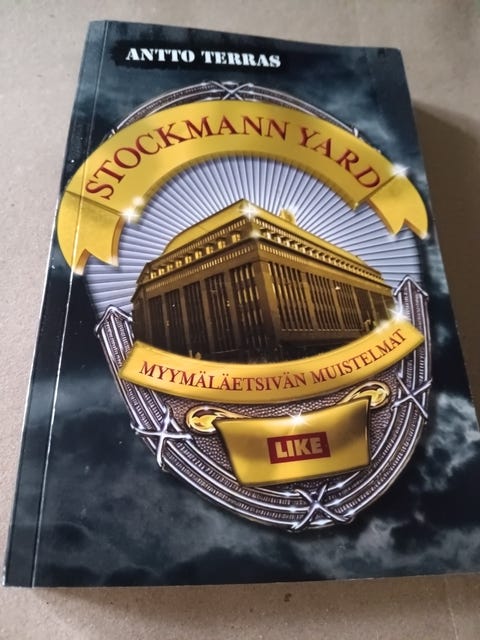 ANTTO TERRAS
STOCKMANN YARD
MYYMÄLÄETSIVÄN MUISTELMAT
LIKE